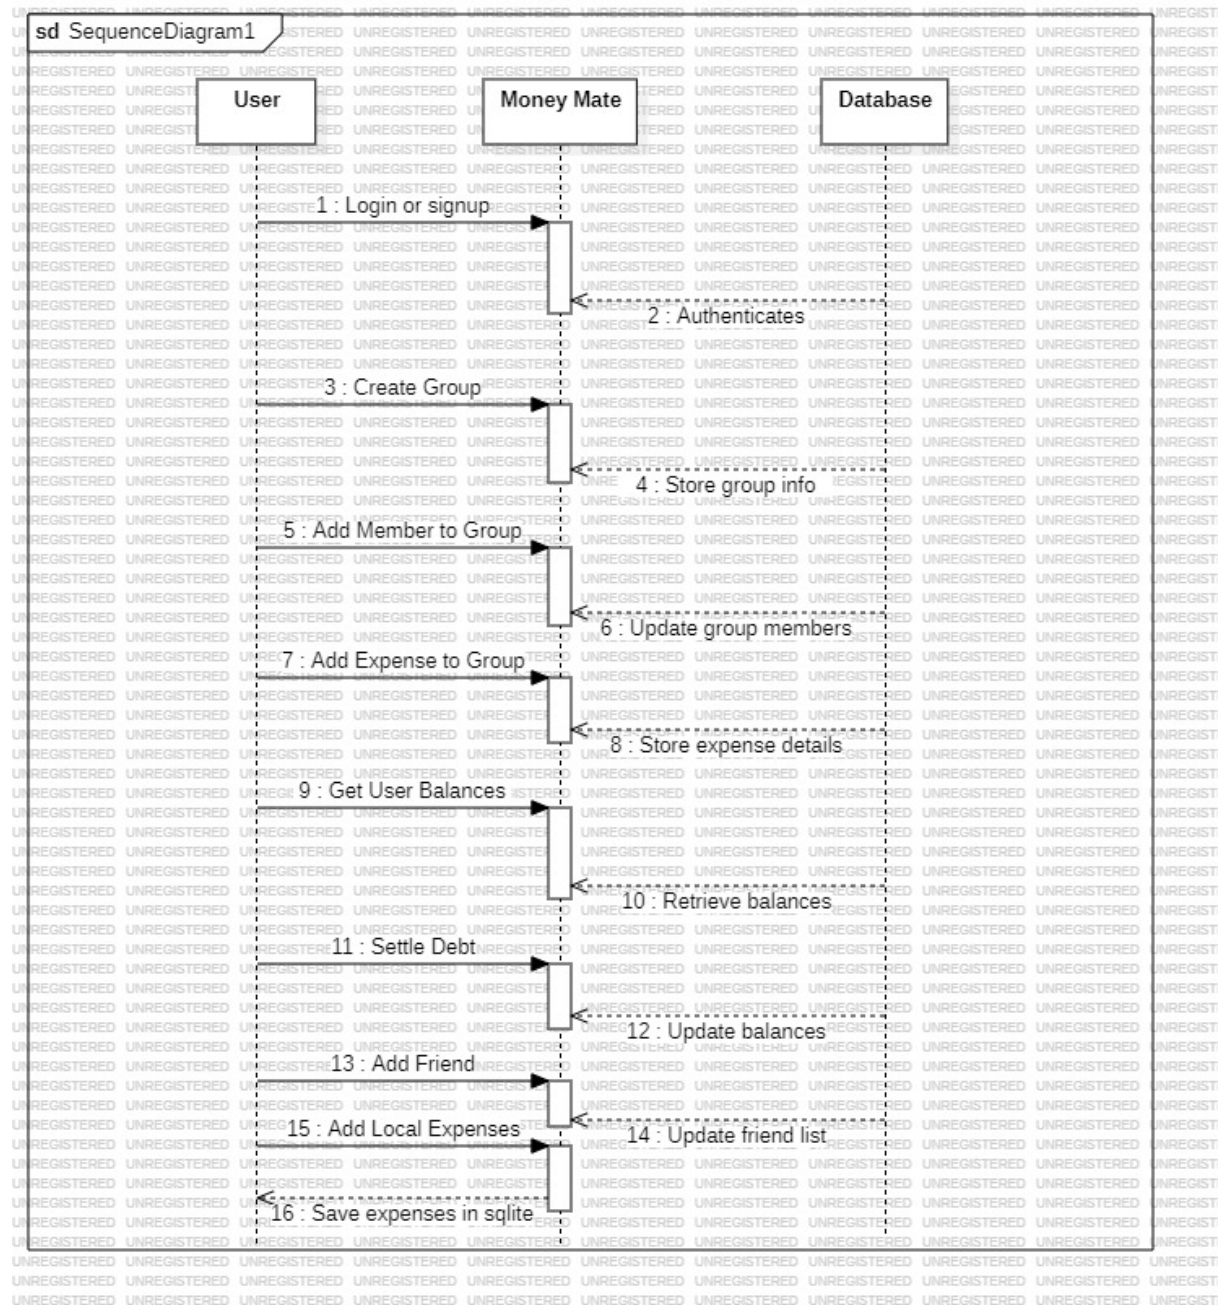 sd SequenceDiagram1
User
Money Mate
Database
1 : Login or signup
2 : Authenticates
3 : Create Group
4 : Store group info
5 : Add Member to Group
6 : Update group members
7 : Add Expense to Group
8 : Store expense details
9 : Get User Balances
10 : Retrieve balances
11 : Settle Debt
12 : Update balances
13 : Add Friend
14 : Update friend list
15 : Add Local Expenses
16 : Save expenses in sqlite
UNREGISTERED